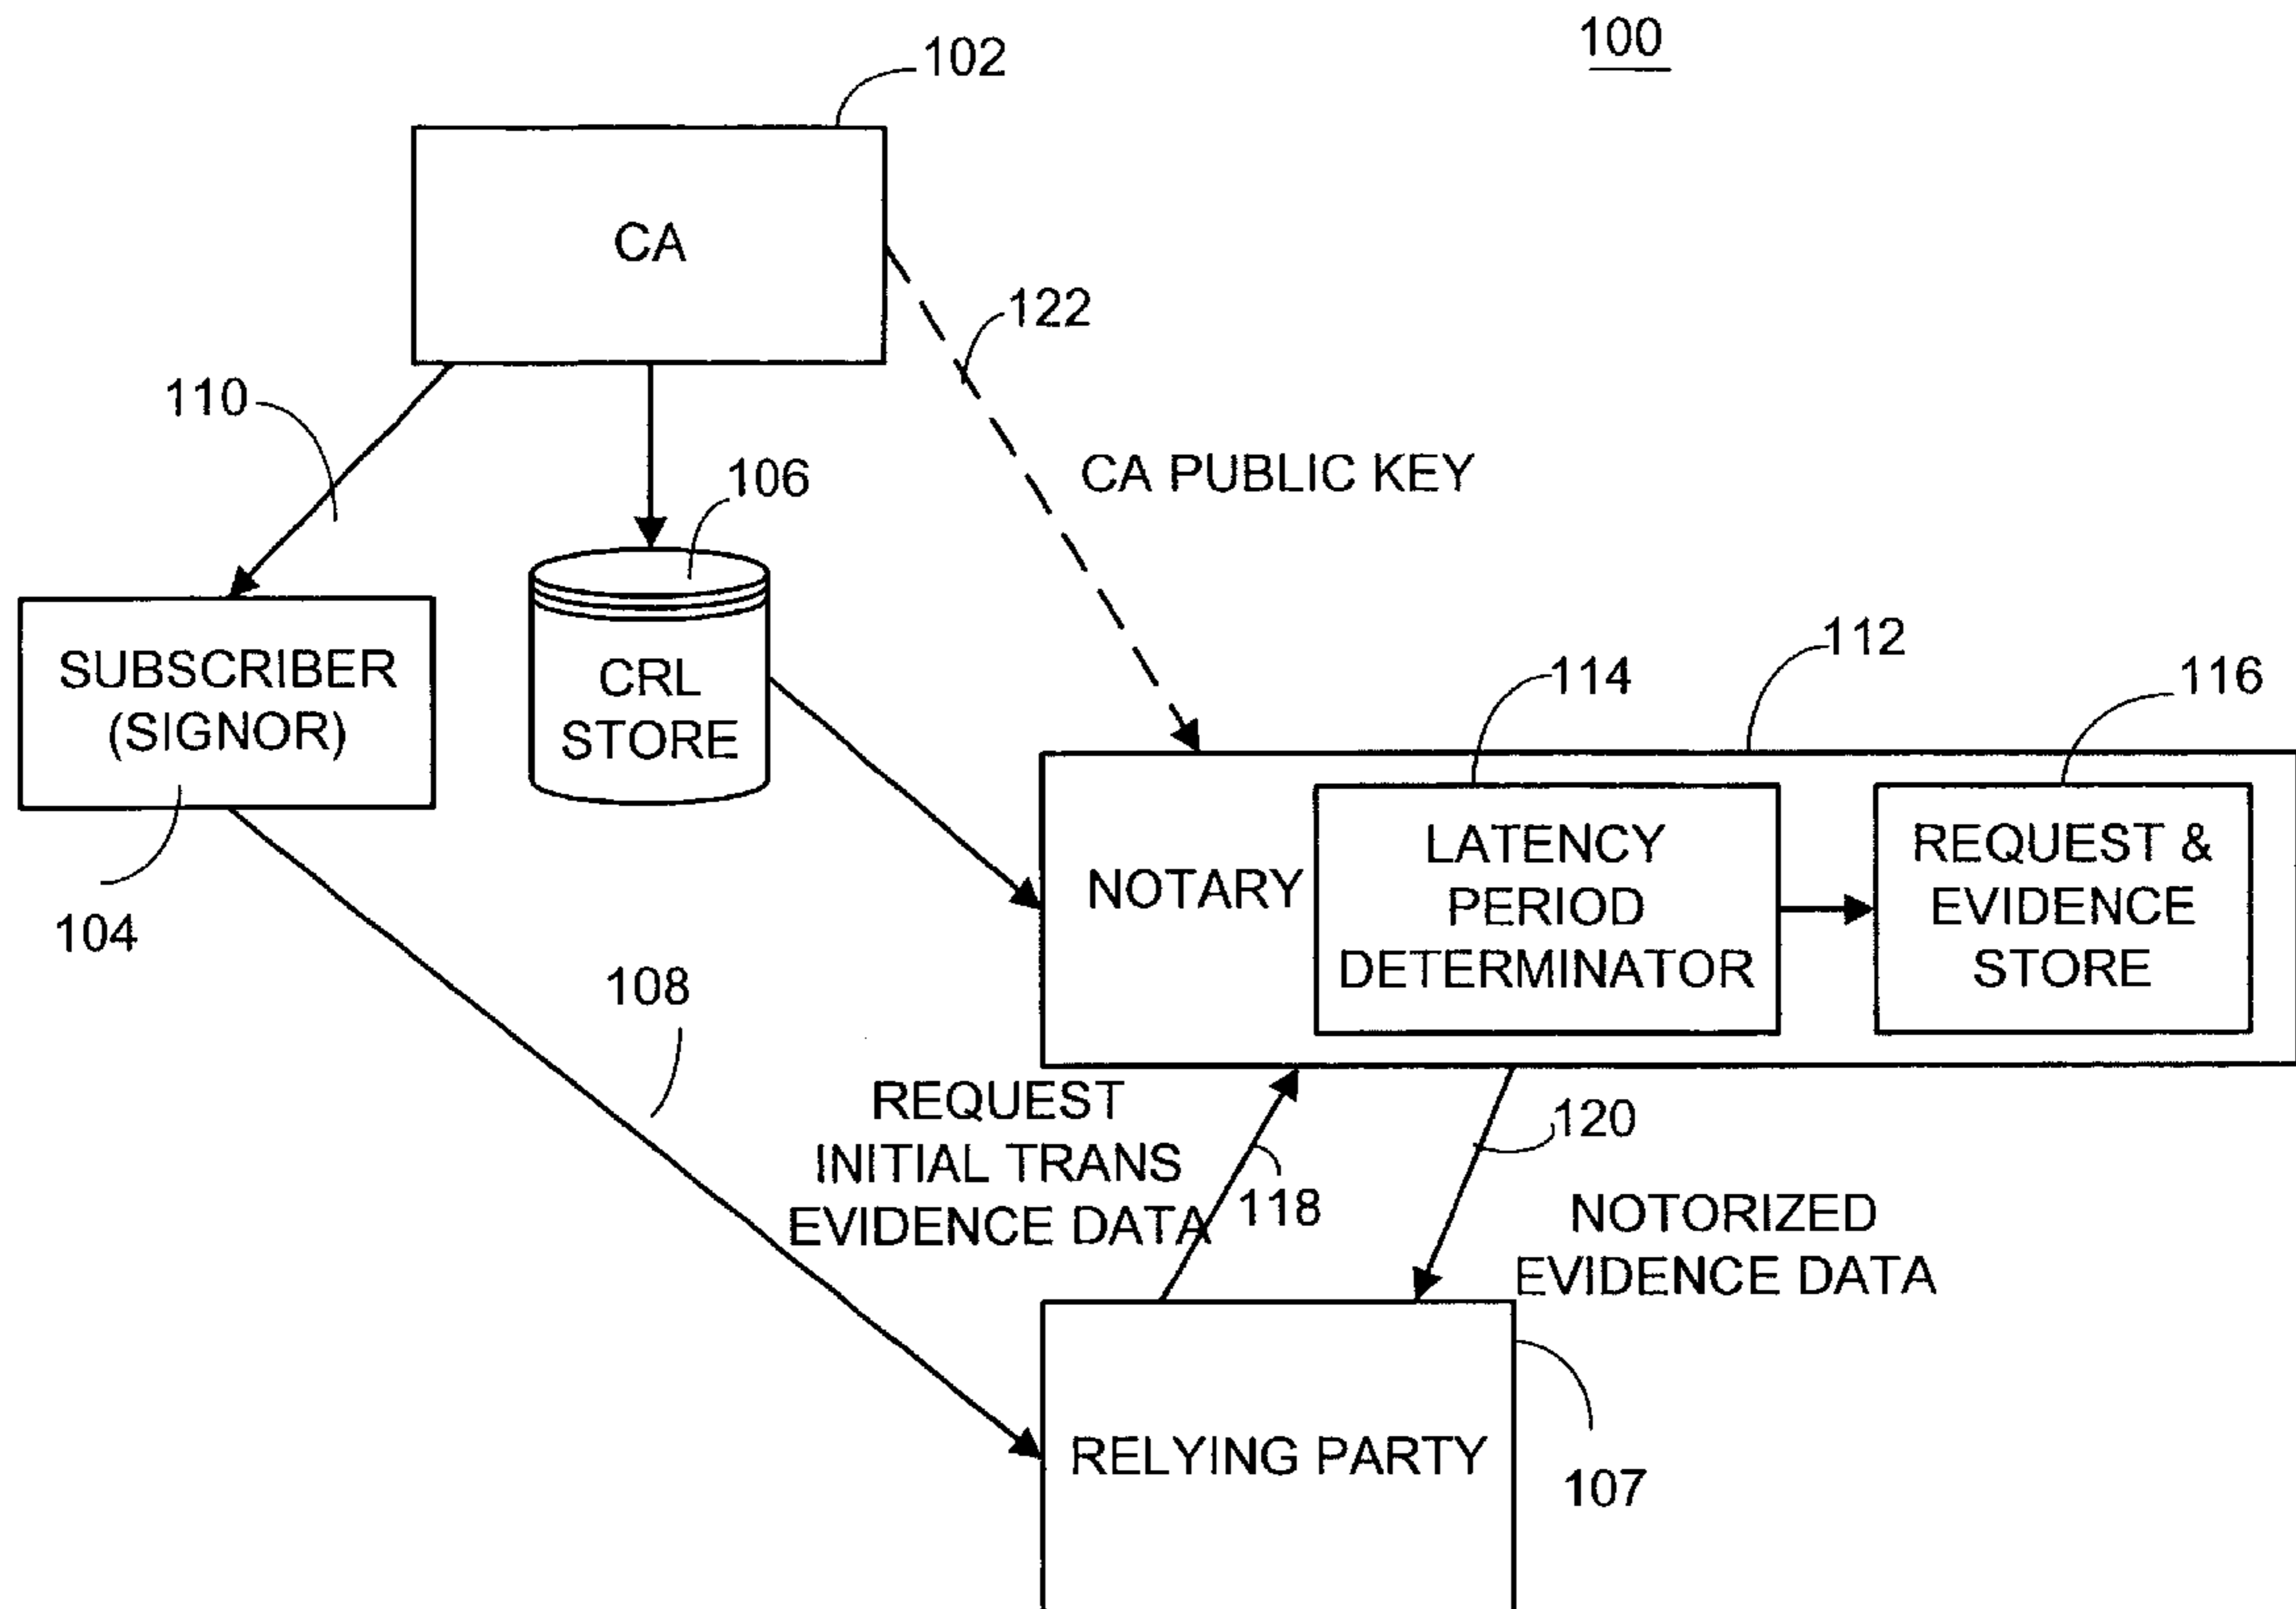 100
102
CA
122
110
CA PUBLIC KEY
106
SUBSCRIBER
(SIGNOR)
CRL
STORE
104
112
114
116
NOTARY
LATENCY
PERIOD
DETERMINATOR
REQUEST &
EVIDENCE
STORE
108
REQUEST
INITIAL TRANS
EVIDENCE DATA
118
120
NOTORIZED
EVIDENCE DATA
RELYING PARTY
107